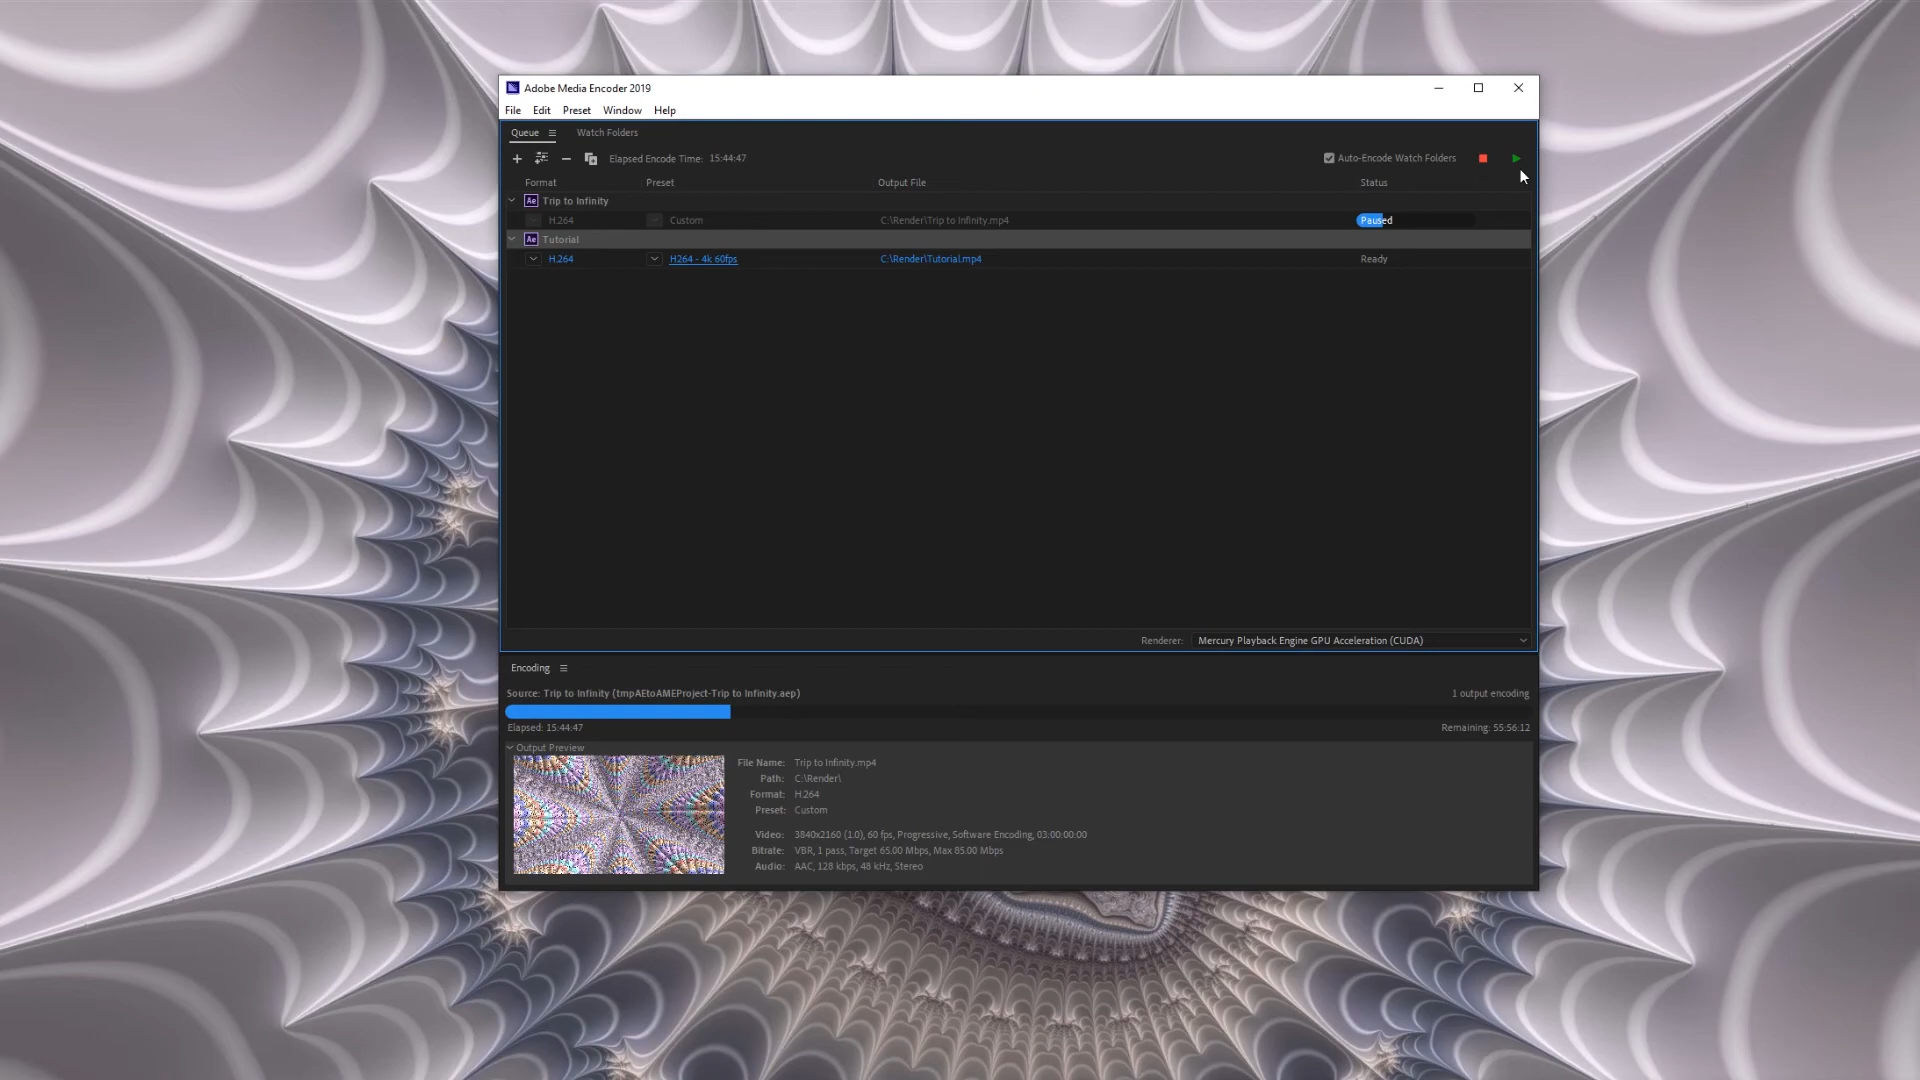 Adobe Media Encoder 2019
File Edit Preset Window Help
Queue Watch Folders
Elapsed Encode Time: 15:44:47 Auto-Encode Watch Folders
Format Preset Output File Status
Ae Trip to Infinity
H.264 Custom C:\Render\Trip to Infinity.mp4 Paused
Ae Tutorial
H.264 H264 - 4k 60fps C:\Render\Tutorial.mp4 Ready
Renderer: Mercury Playback Engine GPU Acceleration (CUDA)
Encoding
Source: Trip to Infinity (tmpAEtoAMEProject-Trip to Infinity.aep) 1 output encoding
Elapsed: 15:44:47 Remaining: 55:56:12
Output Preview
File Name: Trip to Infinity.mp4
Path: C:\Render\
Format: H.264
Preset: Custom
Video: 3840x2160 (1.0), 60 fps, Progressive, Software Encoding, 03:00:00:00
Bitrate: VBR, 1 pass, Target 65.00 Mbps, Max 85.00 Mbps
Audio: AAC, 128 kbps, 48 kHz, Stereo